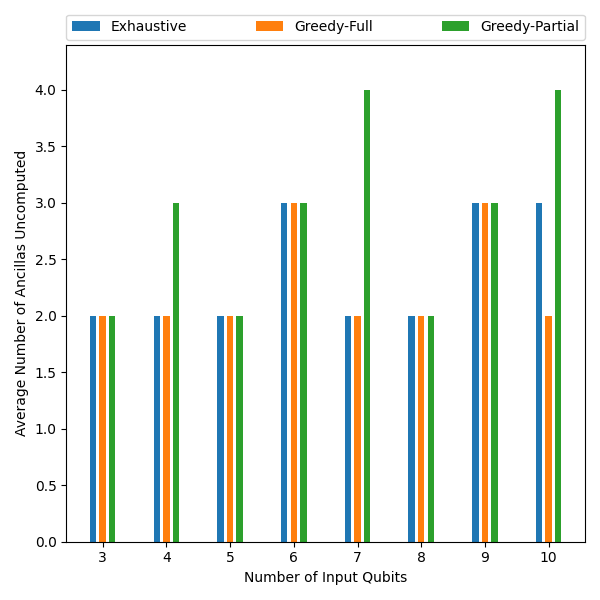 Exhaustive Greedy-Full Greedy-Partial
Average Number of Ancillas Uncomputed
4.0
3.5
3.0
2.5
2.0
1.5
1.0
0.5
0.0
3 4 5 6 7 8 9 10
Number of Input Qubits